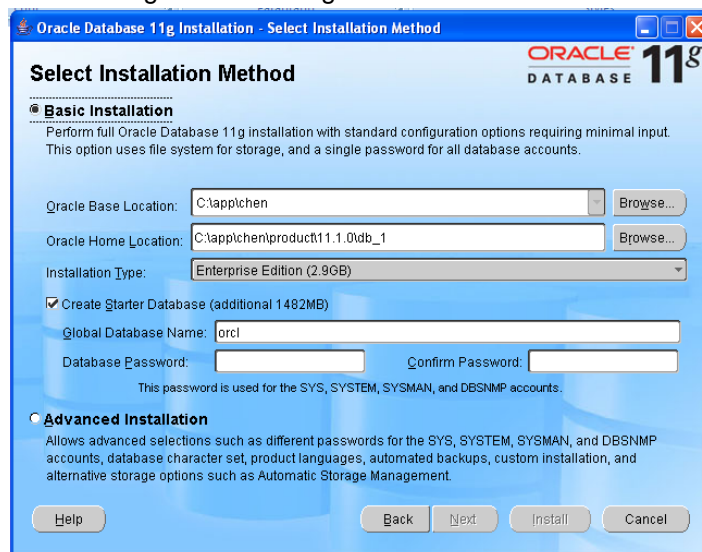 Oracle Database 11g Installation - Select Installation Method
Select Installation Method
ORACLE
DATABASE 11g
Basic Installation
Perform full Oracle Database 11g installation with standard configuration options requiring minimal input.
This option uses file system for storage, and a single password for all database accounts.
Oracle Base Location: C:\app\chen Browse...
Oracle Home Location: C:\app\chen\product\11.1.0\db_1 Browse...
Installation Type: Enterprise Edition (2.9GB)
Create Starter Database (additional 1482MB)
Global Database Name: orcl
Database Password: Confirm Password:
This password is used for the SYS, SYSTEM, SYSMAN, and DBSNMP accounts.
Advanced Installation
Allows advanced selections such as different passwords for the SYS, SYSTEM, SYSMAN, and DBSNMP
accounts, database character set, product languages, automated backups, custom installation, and
alternative storage options such as Automatic Storage Management.
Help Back Next Install Cancel